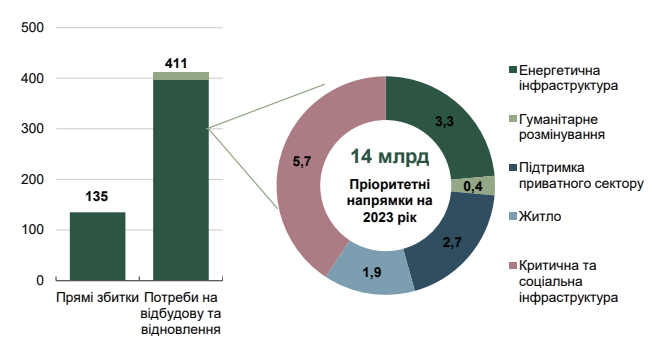 500
400
300
200
100
0
135
411
Прямі збитки
Потреби на
відбудову та
відновлення
3,3
0,4
2,7
1,9
5,7
14 млрд
Пріоритетні
напрямки на
2023 рік
Енергетична
інфраструктура
Гуманітарне
розмінування
Підтримка
приватного сектору
Житло
Критична та
соціальна
інфраструктура